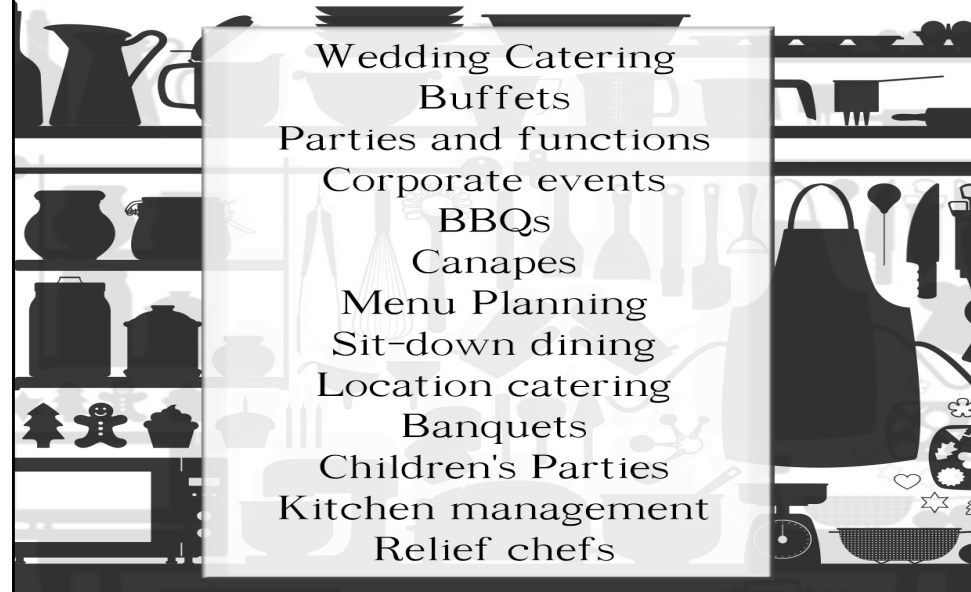 Wedding Catering
Buffets
Parties and functions
Corporate events
BBQs
Canapes
Menu Planning
Sit-down dining
Location catering
Banquets
Children's Parties
Kitchen management
Relief chefs